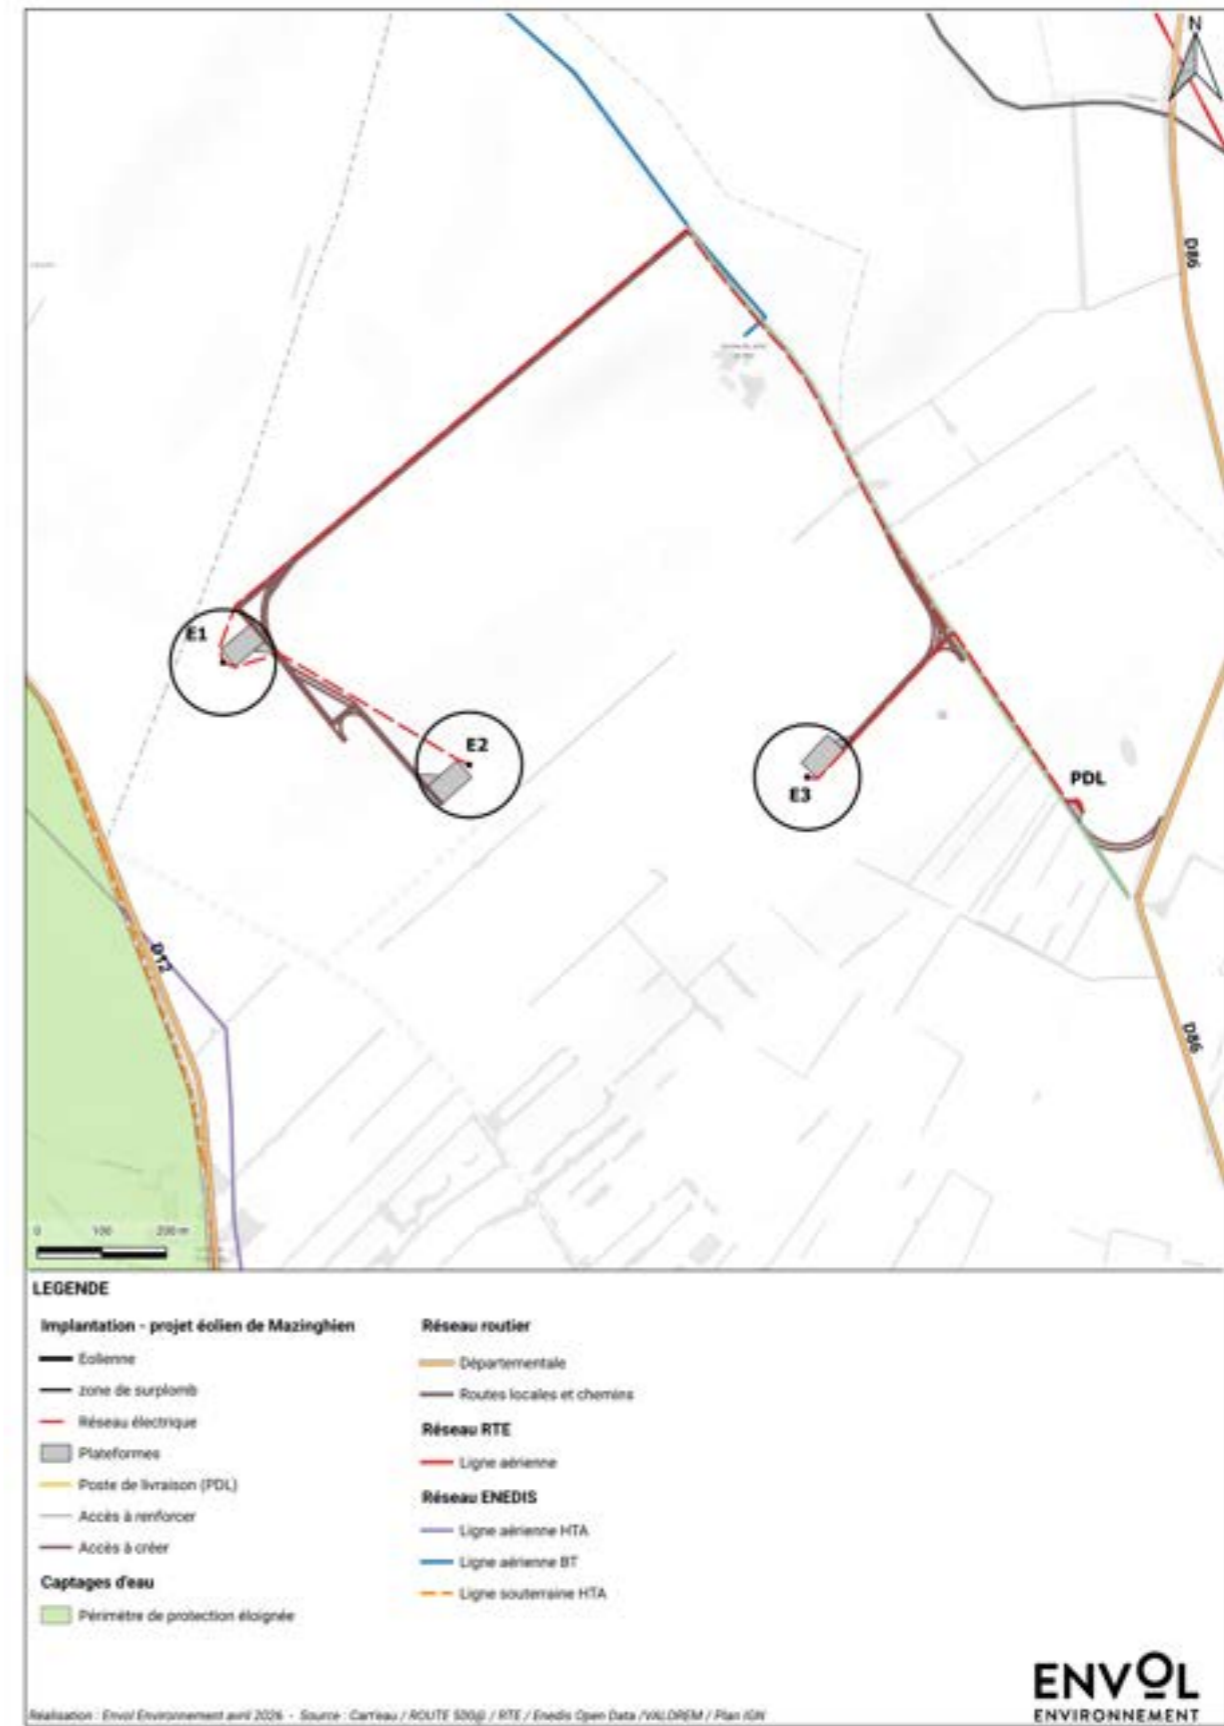 N
D86
E1
E2
E3
PDL
D12
D86
0 100 200 m
LEGENDE
Implantation - projet éolien de Mazinghien
Eolienne
zone de surplomb
Réseau électrique
Plateformes
Poste de livraison (PDL)
Accès à renforcer
Accès à créer
Captages d'eau
Périmètre de protection éloignée
Réseau routier
Départementale
Routes locales et chemins
Réseau RTE
Ligne aérienne
Réseau ENEDIS
Ligne aérienne HTA
Ligne aérienne BT
Ligne souterraine HTA
Réalisation : Envol Environnement avril 2026 - Source : Cart'eau / ROUTE 500@ / RTE / Enedis Open Data /VALOREM / Plan IGN
ENVOL
ENVIRONNEMENT